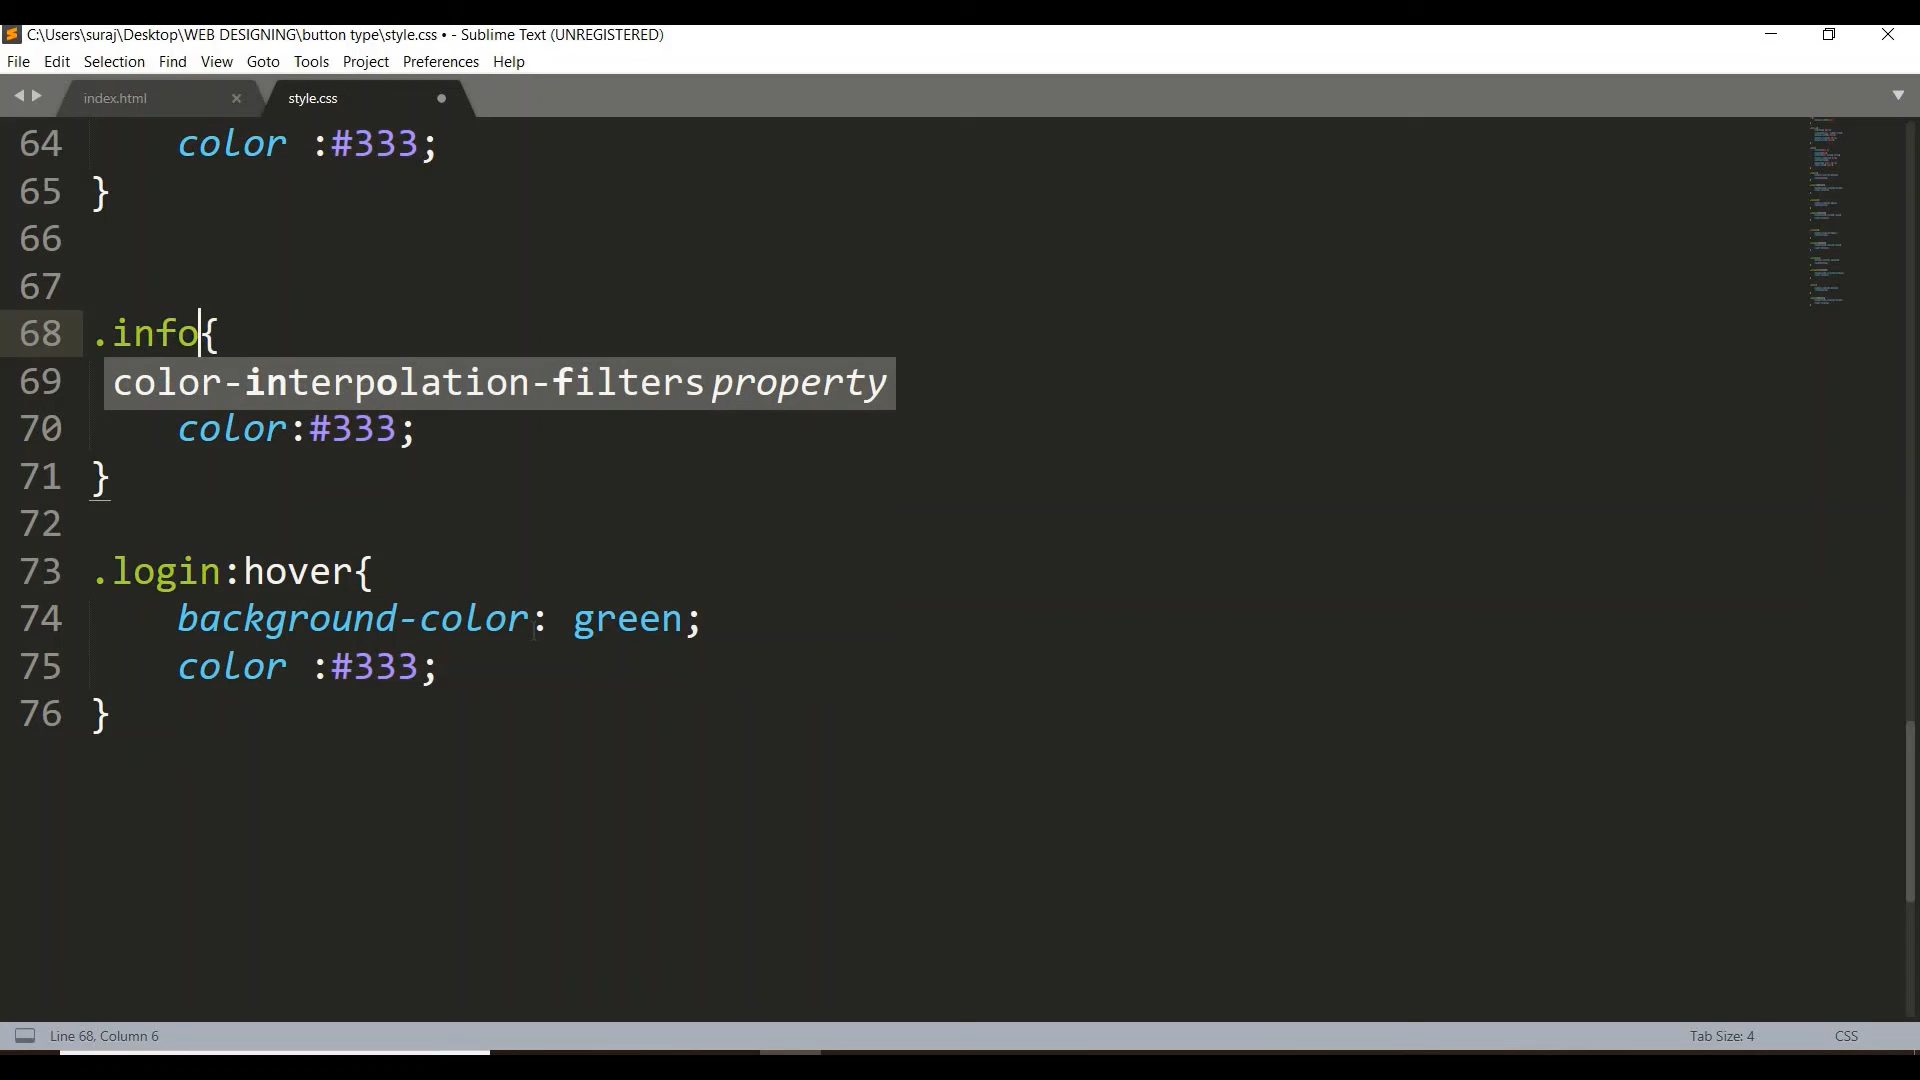 C:\Users\suraj\Desktop\WEB DESIGNING\button type\style.css • - Sublime Text (UNREGISTERED)
File Edit Selection Find View Goto Tools Project Preferences Help
index.html × style.css
64 color :#333;
65 }
66
67
68 .info{
69 color-interpolation-filters property
70 color:#333;
71 }
72
73 .login:hover{
74 background-color: green;
75 color :#333;
76 }
Line 68, Column 6 Tab Size: 4 CSS